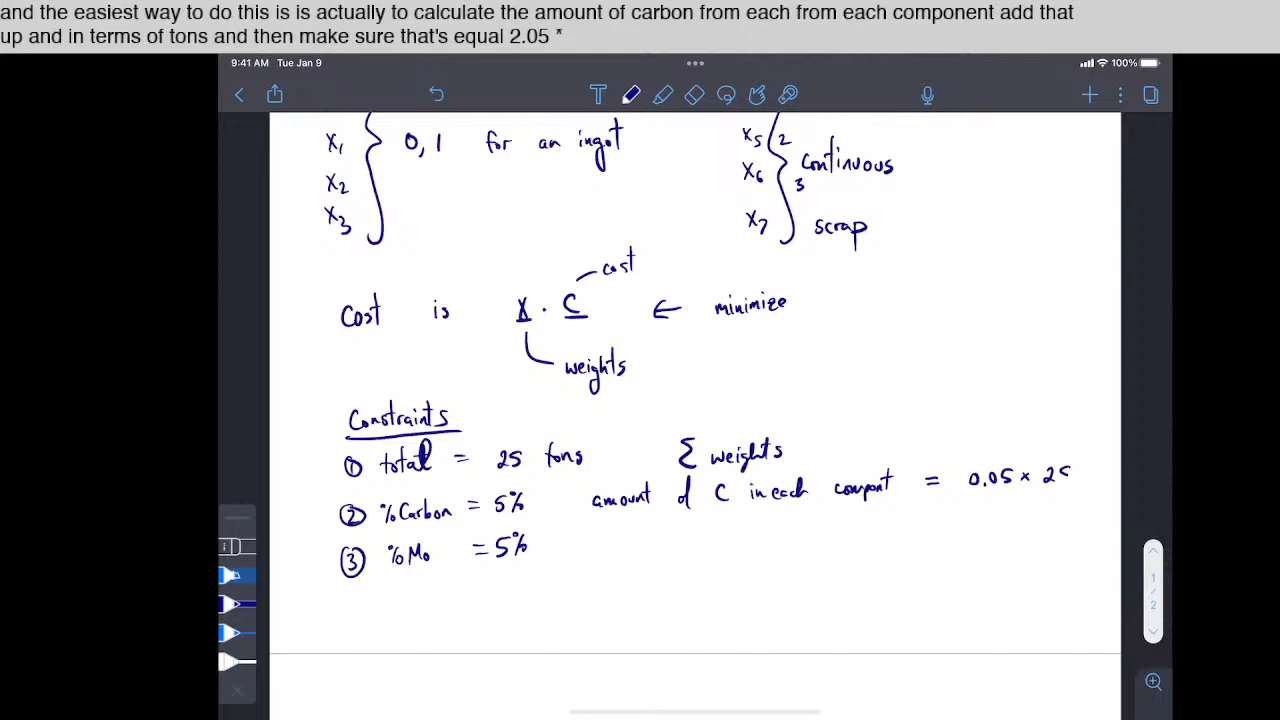 and the easiest way to do this is is actually to calculate the amount of carbon from each from each component add that
up and in terms of tons and then make sure that's equal 2.05 *
9:41 AM Tue Jan 9
100%
x1 0, 1 for an ingot
x2
x3
x5 2
x6 3 continuous
x7 scrap
cost
Cost is x · c ← minimize
weights
Constraints
① total = 25 tons Σ weights
② % Carbon = 5% amount of C in each compont = 0.05 × 25
③ % Mo = 5%
1
/
2